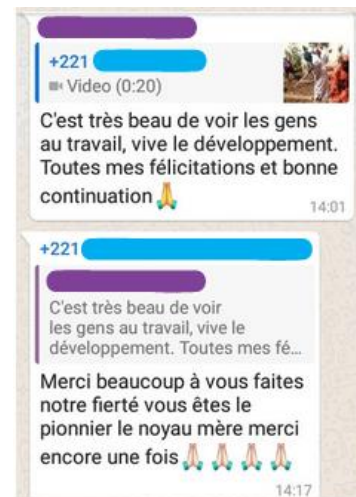 +221
Video (0:20)
C'est très beau de voir les gens
au travail, vive le développement.
Toutes mes félicitations et bonne
continuation 🙏
14:01
+221
C'est très beau de voir
les gens au travail, vive le
développement. Toutes mes fé...
Merci beaucoup à vous faites
notre fierté vous êtes le
pionnier le noyau mère merci
encore une fois 🙏🙏🙏🙏
14:17